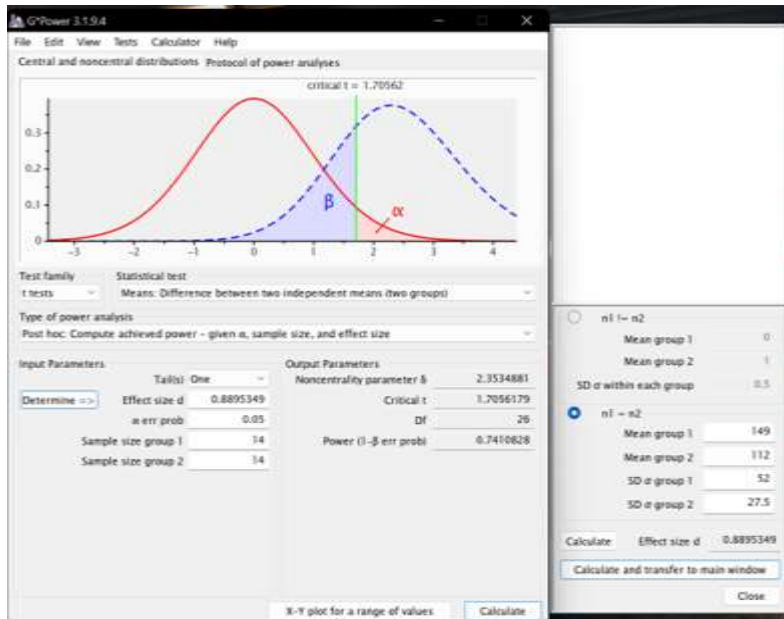 G*Power 3.1.9.4
File Edit View Tests Calculator Help
Central and noncentral distributions Protocol of power analyses
critical t = 1.70562
0.3
0.2
0.1
0
β
α
-3 -2 -1 0 1 2 3 4
Test family Statistical test
t tests Means: Difference between two independent means (two groups)
Type of power analysis
Post hoc: Compute achieved power - given α, sample size, and effect size
Input Parameters Output Parameters
Tail(s) One Noncentrality parameter δ 2.3534881
Determine => Effect size d 0.8895349 Critical t 1.7056179
α err prob 0.05 Df 26
Sample size group 1 14 Power (1-β err prob) 0.7410828
Sample size group 2 14
X-Y plot for a range of values Calculate
n1 != n2
Mean group 1 0
Mean group 2 1
SD σ within each group 0.5
n1 = n2
Mean group 1 149
Mean group 2 112
SD σ group 1 52
SD σ group 2 27.5
Calculate Effect size d 0.8895349
Calculate and transfer to main window
Close